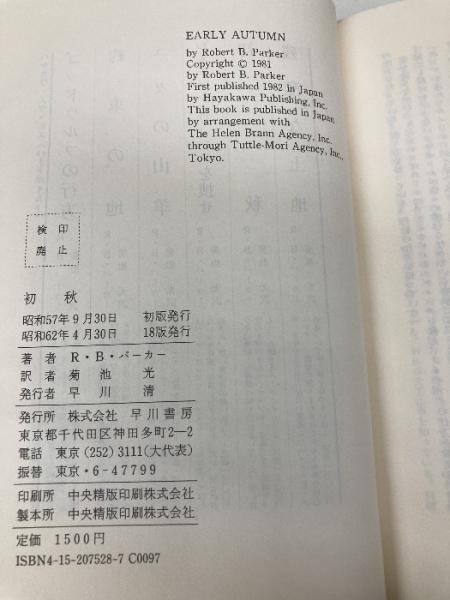 EARLY AUTUMN
by Robert B. Parker
Copyright © 1981
by Robert B. Parker
First published 1982 in Japan
by Hayakawa Publishing, Inc.
This book is published in Japan
by arrangement with
The Helen Brann Agency, Inc.
through Tuttle-Mori Agency, Inc.,
Tokyo.
検印
廃止
初秋
昭和57年9月30日 初版発行
昭和62年4月30日 18版発行
著者 R・B・パーカー
訳者 菊池光
発行者 早川清
発行所 株式会社 早川書房
東京都千代田区神田多町2―2
電話 東京(252)3111(大代表)
振替 東京・6-47799
印刷所 中央精版印刷株式会社
製本所 中央精版印刷株式会社
定価 1500円
ISBN4-15-207528-7 C0097